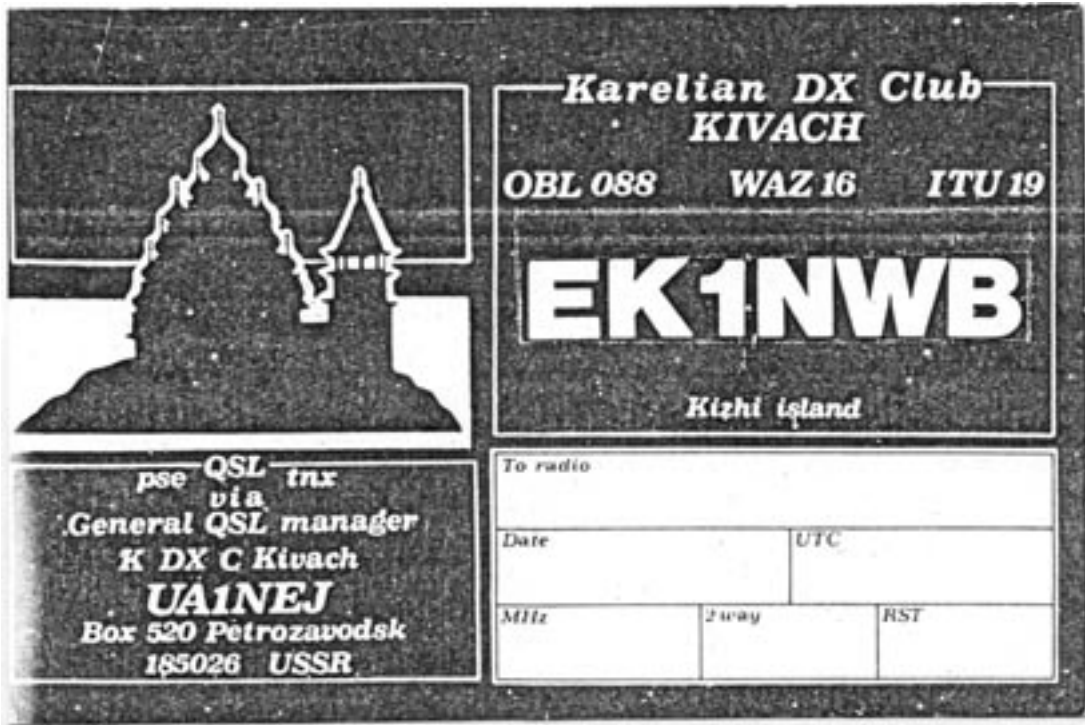 Karelian DX Club
KIVACH
OBL 088 WAZ 16 ITU 19
EK1NWB
Kizhi island
pse QSL tnx
via
General QSL manager
K DX C Kivach
UA1NEJ
Box 520 Petrozavodsk
185026 USSR
To radio
Date UTC
MHz 2 way RST